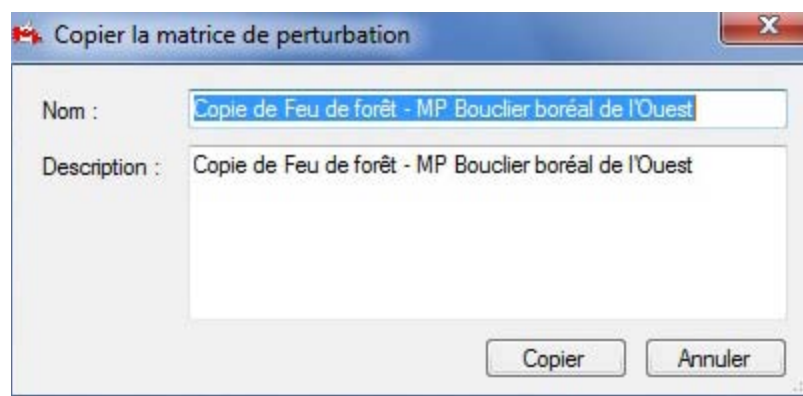 Copier la matrice de perturbation
Nom : Copie de Feu de forêt - MP Bouclier boréal de l'Ouest
Description : Copie de Feu de forêt - MP Bouclier boréal de l'Ouest
Copier Annuler